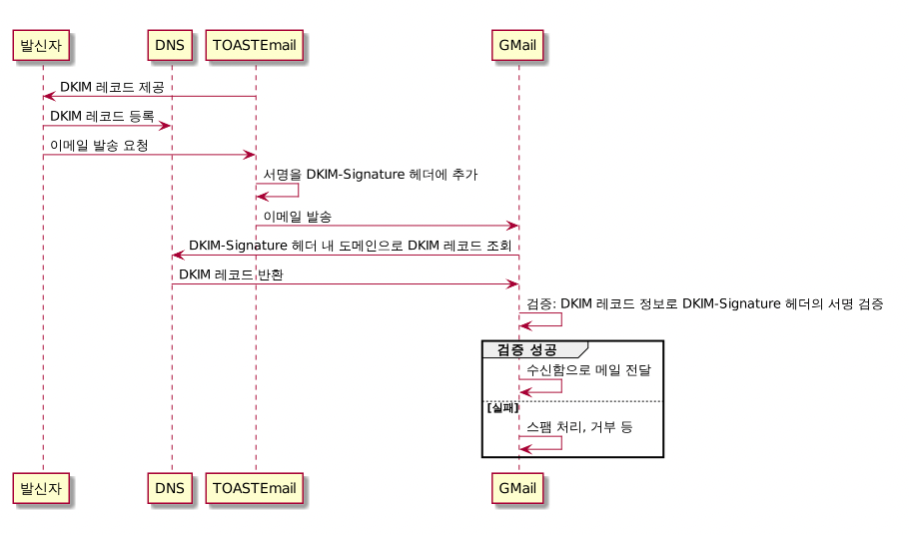 발신자 DNS TOASTEmail GMail
DKIM 레코드 제공
DKIM 레코드 등록
이메일 발송 요청
서명을 DKIM-Signature 헤더에 추가
이메일 발송
DKIM-Signature 헤더 내 도메인으로 DKIM 레코드 조회
DKIM 레코드 반환
검증: DKIM 레코드 정보로 DKIM-Signature 헤더의 서명 검증
검증 성공
수신함으로 메일 전달
[실패]
스팸 처리, 거부 등
발신자 DNS TOASTEmail GMail